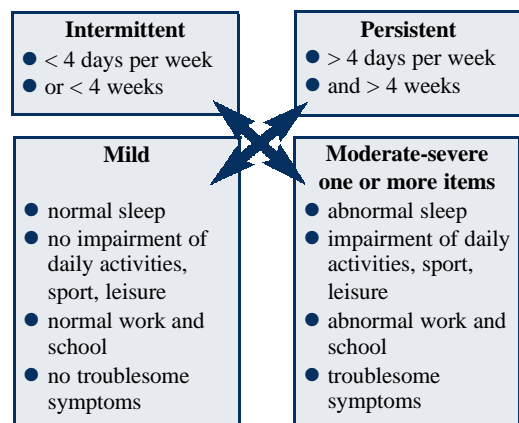 Intermittent
● < 4 days per week
● or < 4 weeks
Persistent
● > 4 days per week
● and > 4 weeks
Mild
● normal sleep
● no impairment of
daily activities,
sport, leisure
● normal work and
school
● no troublesome
symptoms
Moderate-severe
one or more items
● abnormal sleep
● impairment of daily
activities, sport,
leisure
● abnormal work and
school
● troublesome
symptoms